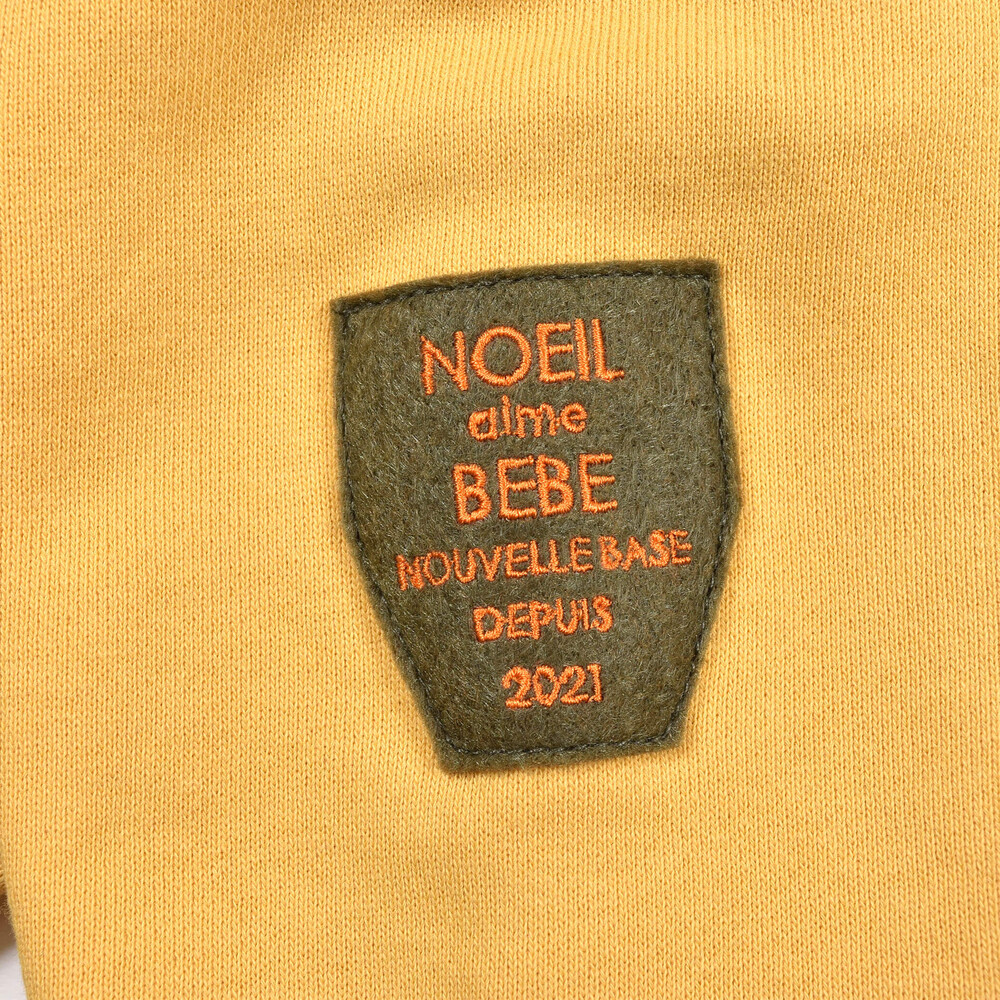 NOEIL
aime
BEBE
NOUVELLE BASE
DEPUIS
2021